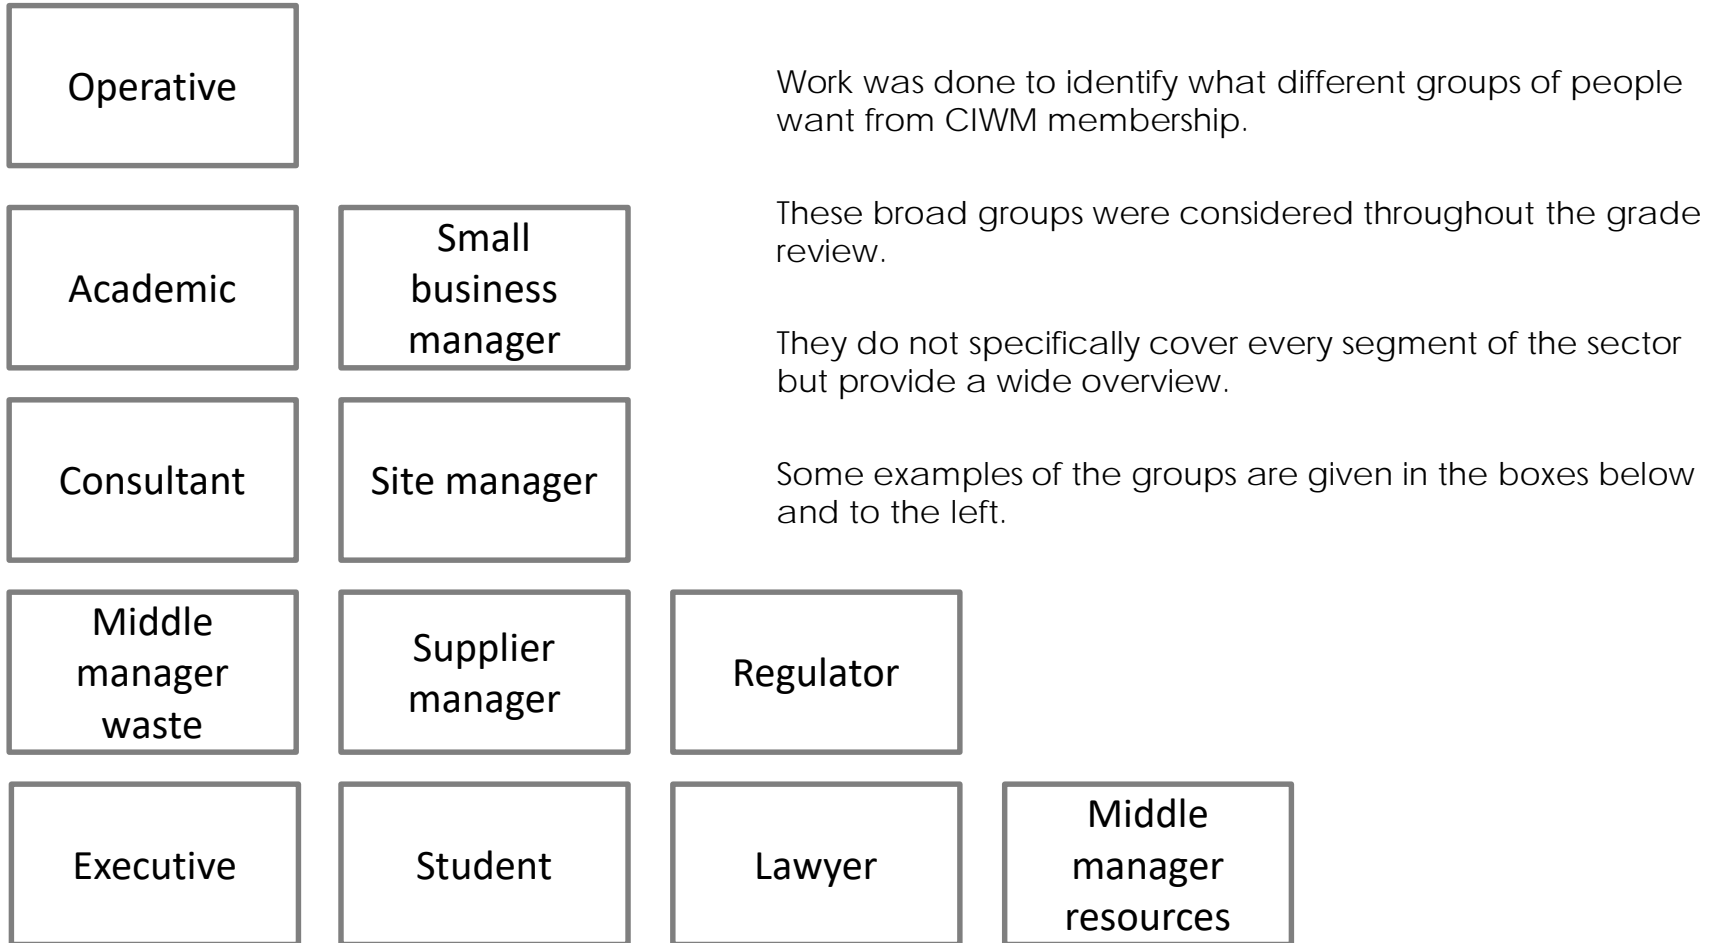 Operative
Work was done to identify what different groups of people
want from CIWM membership.
These broad groups were considered throughout the grade
review.
They do not specifically cover every segment of the sector
but provide a wide overview.
Some examples of the groups are given in the boxes below
and to the left.
Academic
Small
business
manager
Consultant
Site manager
Middle
manager
waste
Supplier
manager
Regulator
Executive
Student
Lawyer
Middle
manager
resources